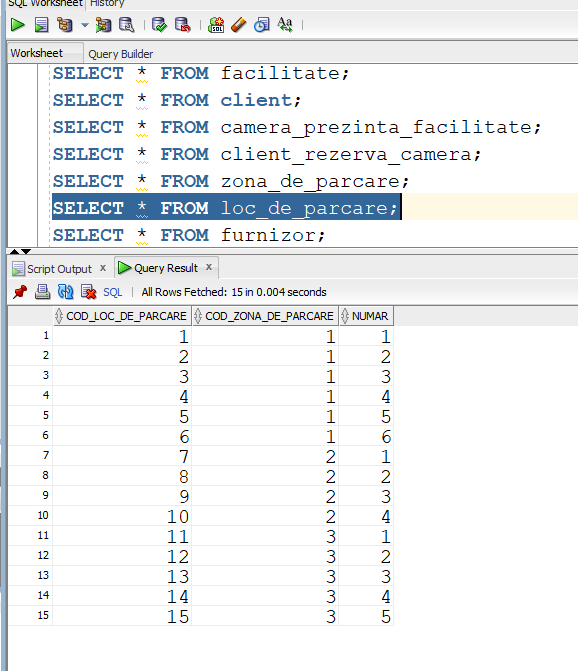 SQL Worksheet History
Worksheet Query Builder
SELECT * FROM facilitate;
SELECT * FROM client;
SELECT * FROM camera_prezinta_facilitate;
SELECT * FROM client_rezerva_camera;
SELECT * FROM zona_de_parcare;
SELECT * FROM loc_de_parcare;
SELECT * FROM furnizor;
Script Output x Query Result x
SQL | All Rows Fetched: 15 in 0.004 seconds
COD_LOC_DE_PARCARE COD_ZONA_DE_PARCARE NUMAR
1 1 1 1
2 2 1 2
3 3 1 3
4 4 1 4
5 5 1 5
6 6 1 6
7 7 2 1
8 8 2 2
9 9 2 3
10 10 2 4
11 11 3 1
12 12 3 2
13 13 3 3
14 14 3 4
15 15 3 5